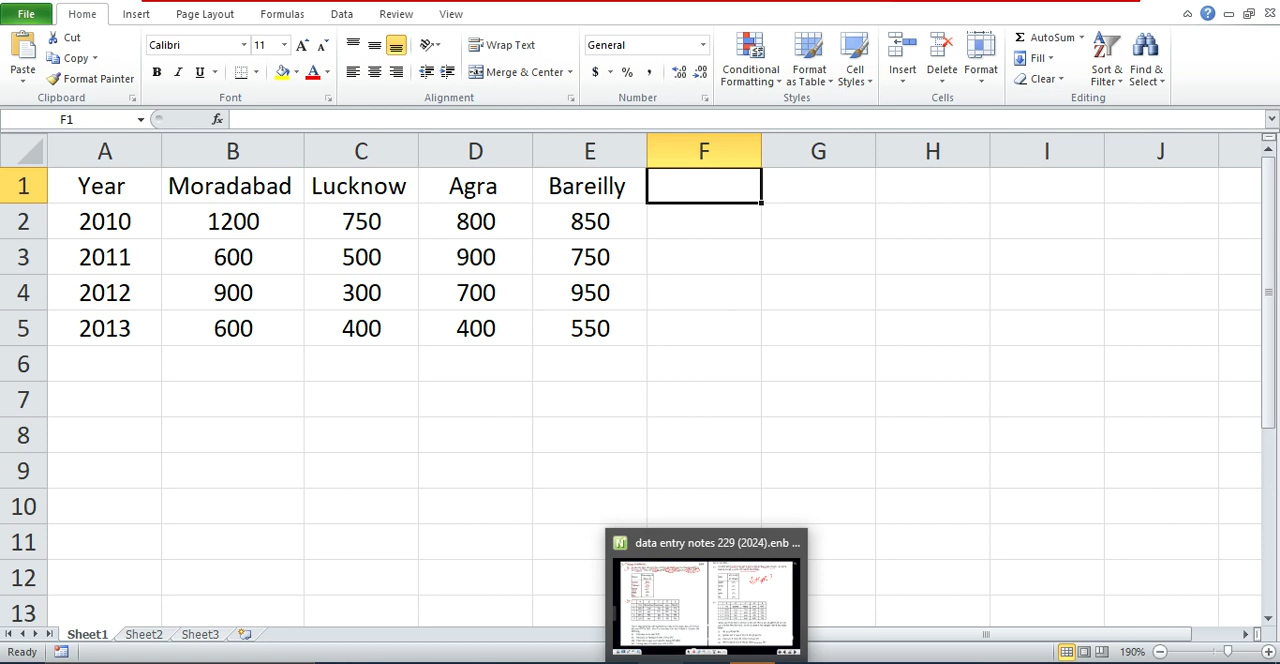 File Home Insert Page Layout Formulas Data Review View
Cut
Copy
Format Painter
Paste
Calibri 11
B I U
Wrap Text
Merge & Center
General
$ % ,
Conditional Formatting
Format as Table
Cell Styles
Insert
Delete
Format
AutoSum
Fill
Clear
Sort & Filter
Find & Select
Clipboard Font Alignment Number Styles Cells Editing
F1 fx
A B C D E F G H I J
1 Year Moradabad Lucknow Agra Bareilly
2 2010 1200 750 800 850
3 2011 600 500 900 750
4 2012 900 300 700 950
5 2013 600 400 400 550
6
7
8
9
10
11
12
13
data entry notes 229 (2024).enb ...
Sheet1 Sheet2 Sheet3
190%